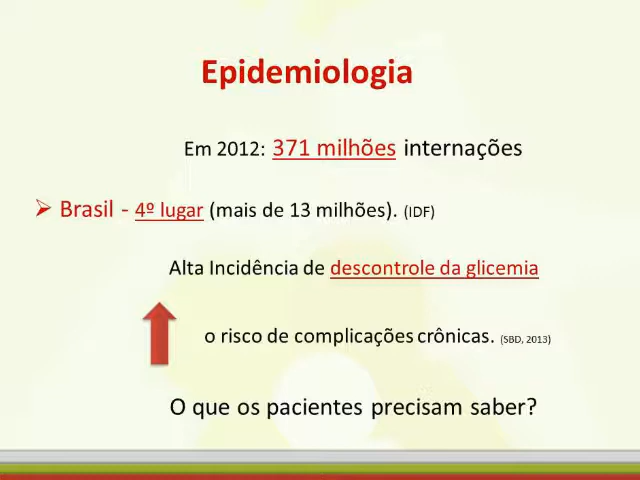 Epidemiologia
Em 2012: 371 milhões internações
Brasil - 4º lugar (mais de 13 milhões). (IDF)
Alta Incidência de descontrole da glicemia
o risco de complicações crônicas. (SBD, 2013)
O que os pacientes precisam saber?